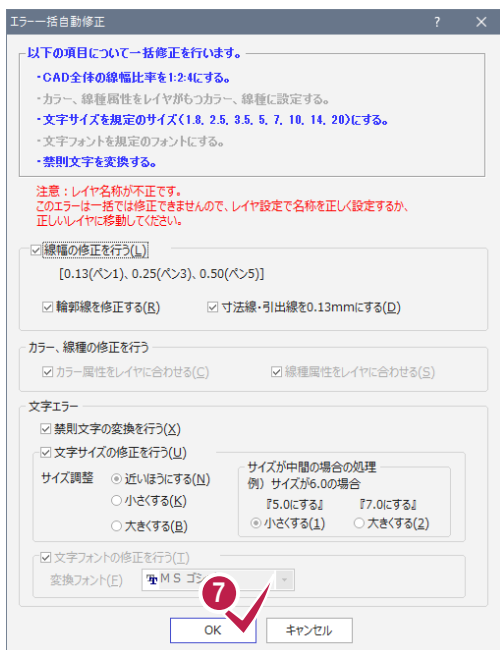 エラー一括自動修正 ? ×
以下の項目について一括修正を行います。
・CAD全体の線幅比率を1:2:4にする。
・カラー、線種属性をレイヤがもつカラー、線種に設定する。
・文字サイズを規定のサイズ(1.8, 2.5, 3.5, 5, 7, 10, 14, 20)にする。
・文字フォントを規定のフォントにする。
・禁則文字を変換する。
注意：レイヤ名称が不正です。
このエラーは一括では修正できませんので、レイヤ設定で名称を正しく設定するか、
正しいレイヤに移動してください。
線幅の修正を行う(L)
[0.13(ペン1)、0.25(ペン3)、0.50(ペン5)]
輪郭線を修正する(R) 寸法線・引出線を0.13mmにする(D)
カラー、線種の修正を行う
カラー属性をレイヤに合わせる(C) 線種属性をレイヤに合わせる(S)
文字エラー
禁則文字の変換を行う(X)
文字サイズの修正を行う(U)
サイズ調整 近いほうにする(N)
小さくする(K)
大きくする(B)
サイズが中間の場合の処理
例）サイズが6.0の場合
『5.0にする』 『7.0にする』
小さくする(1) 大きくする(2)
文字フォントの修正を行う(T)
変換フォント(F) MS ゴシ
7
OK キャンセル